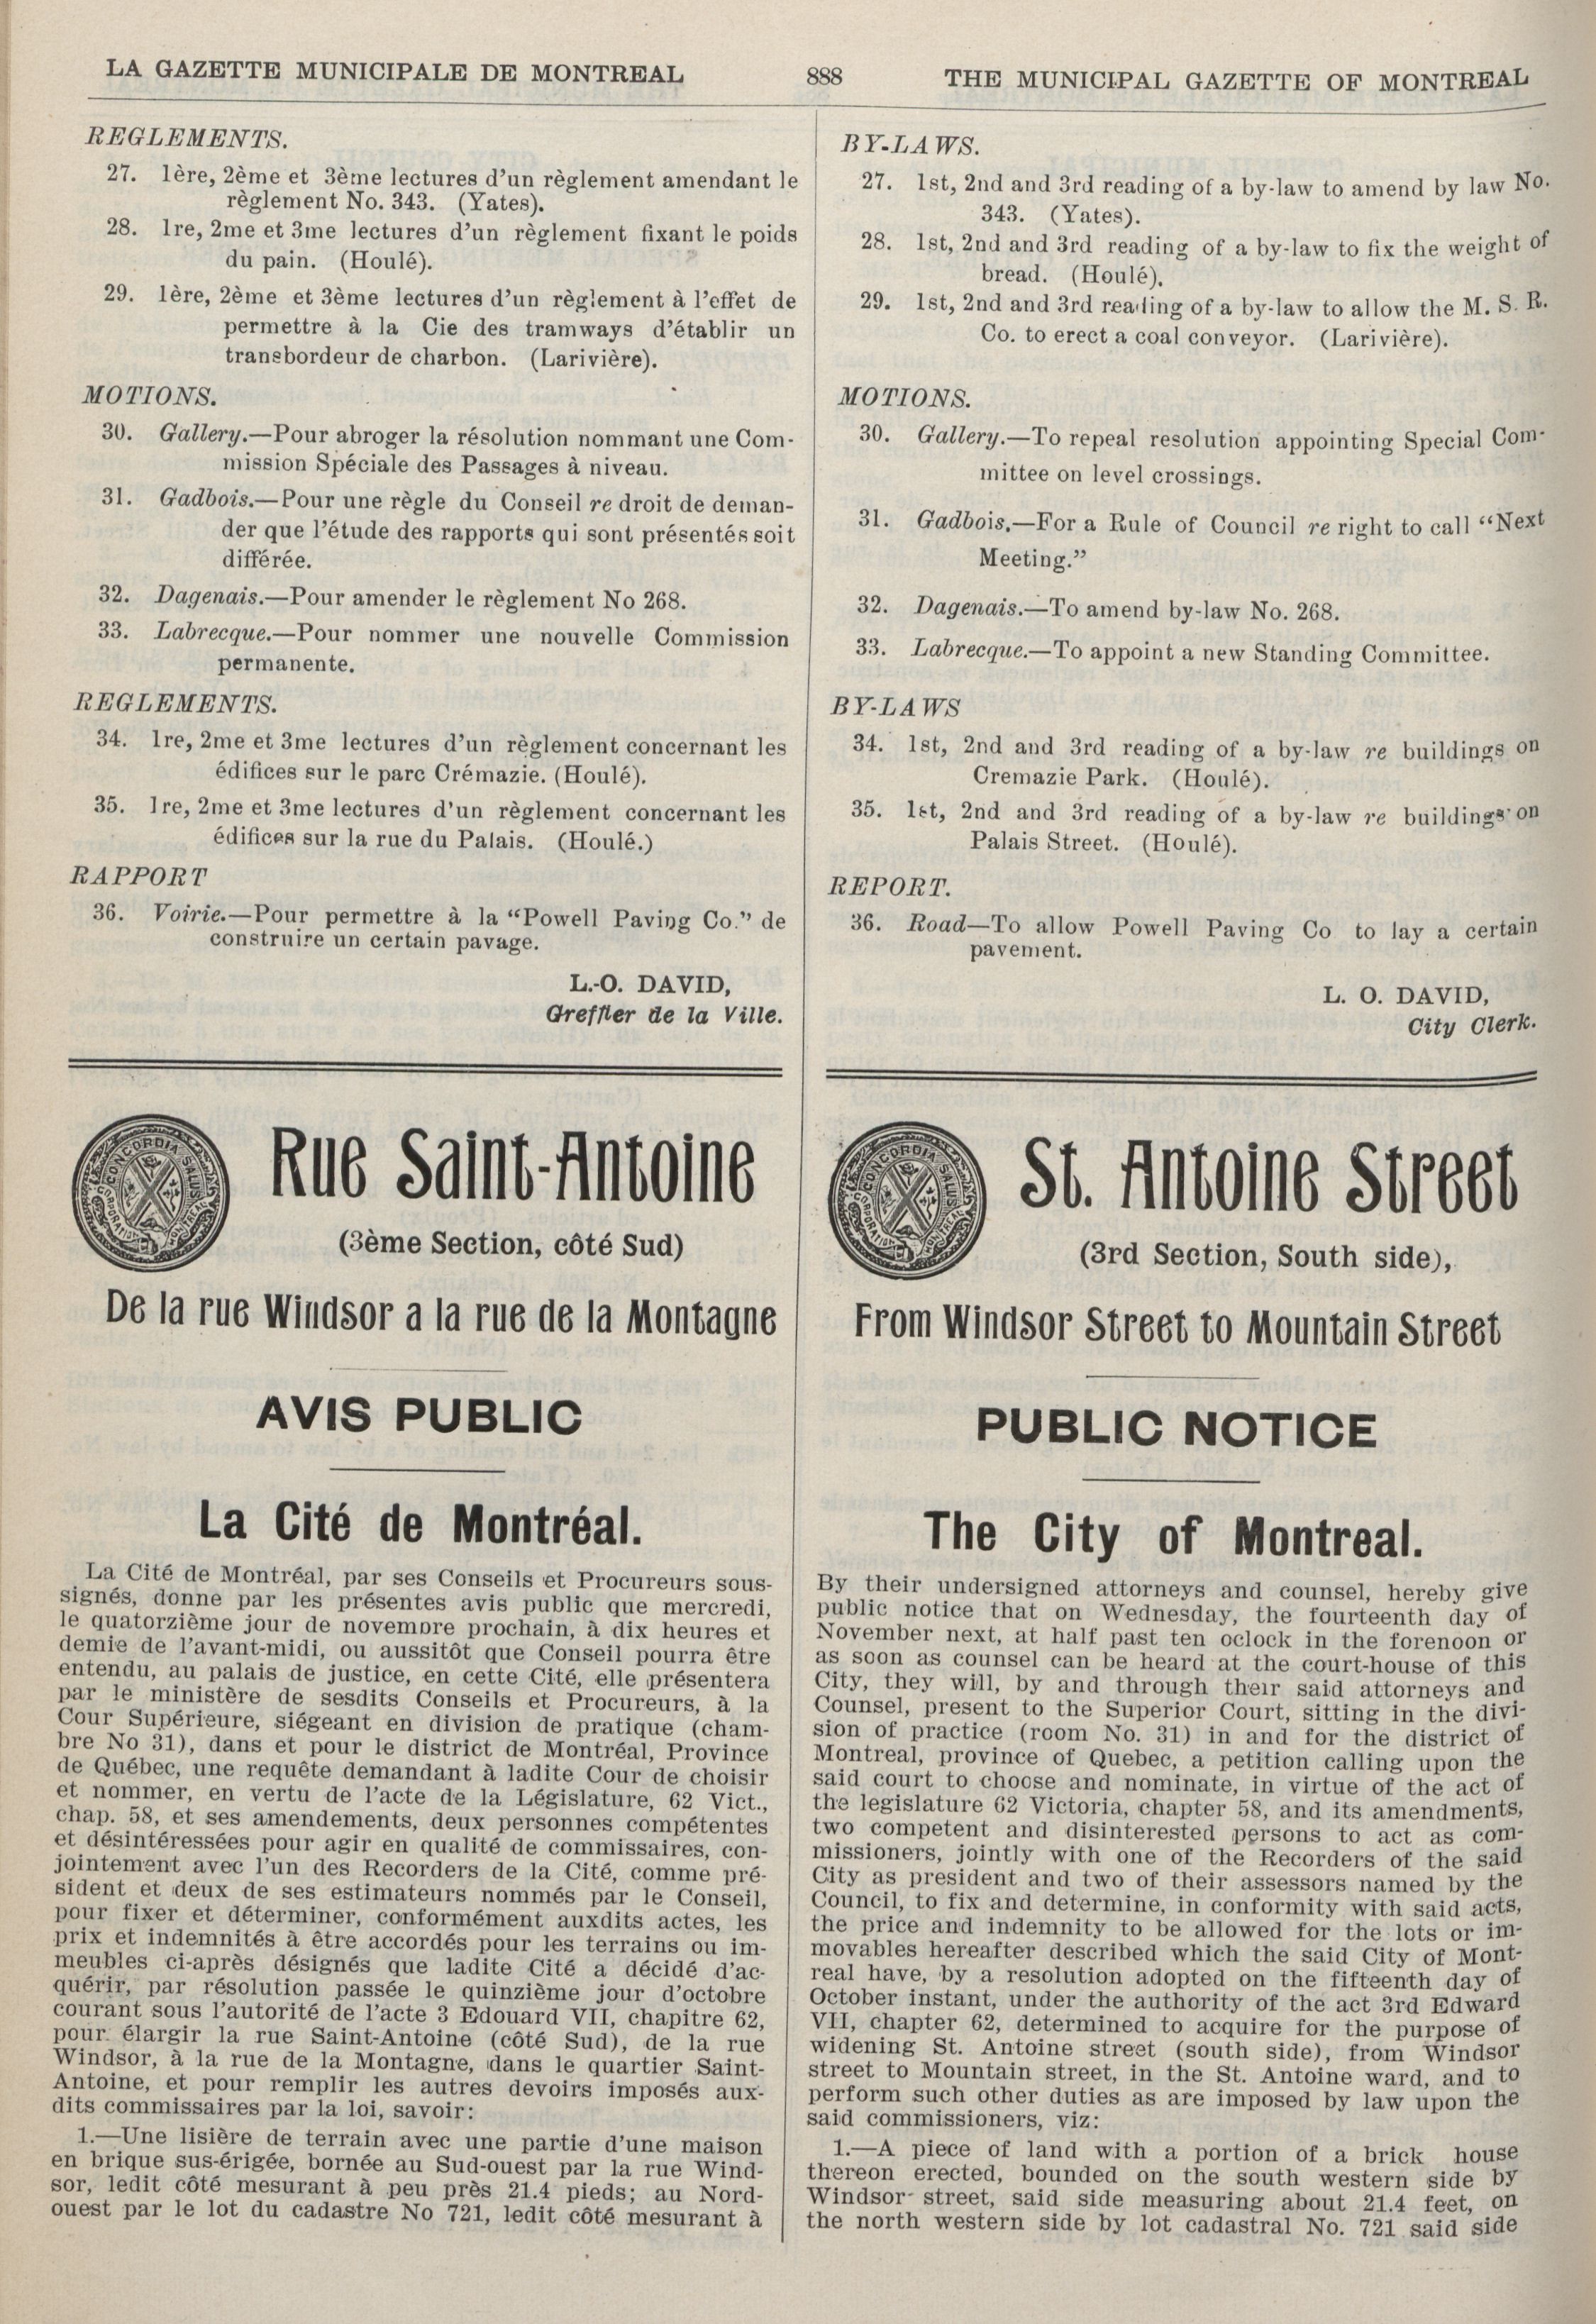 LA GAZETTE MUNICIPALE DE MONTREAL 888 THE MUNICIPAL GAZETTE OF MONTREAL
REGLEMENTS.
27. 1ère, 2ème et 3ème lectures d'un règlement amendant le
règlement No. 343. (Yates).
28. 1re, 2me et 3me lectures d'un règlement fixant le poids
du pain. (Houlé).
29. 1ère, 2ème et 3ème lectures d'un règlement à l'effet de
permettre à la Cie des tramways d'établir un
transbordeur de charbon. (Larivière).
MOTIONS.
30. Gallery.—Pour abroger la résolution nommant une Com-
mission Spéciale des Passages à niveau.
31. Gadbois.—Pour une règle du Conseil re droit de deman-
der que l'étude des rapports qui sont présentés soit
différée.
32. Dagenais.—Pour amender le règlement No 268.
33. Labrecque.—Pour nommer une nouvelle Commission
permanente.
REGLEMENTS.
34. 1re, 2me et 3me lectures d'un règlement concernant les
édifices sur le parc Crémazie. (Houlé).
35. 1re, 2me et 3me lectures d'un règlement concernant les
édifices sur la rue du Palais. (Houlé.)
RAPPORT
36. Voirie.—Pour permettre à la "Powell Paving Co." de
construire un certain pavage.
L.-O. DAVID,
Greffier de la Ville.
CONCORDIA SALUS
CORPORATION MONTREAL
Rue Saint-Antoine
(3ème Section, côté Sud)
De la rue Windsor a la rue de la Montagne
AVIS PUBLIC
La Cité de Montréal.
La Cité de Montréal, par ses Conseils et Procureurs sous-
signés, donne par les présentes avis public que mercredi,
le quatorzième jour de novembre prochain, à dix heures et
demie de l'avant-midi, ou aussitôt que Conseil pourra être
entendu, au palais de justice, en cette Cité, elle présentera
par le ministère de sesdits Conseils et Procureurs, à la
Cour Supérieure, siégeant en division de pratique (cham-
bre No 31), dans et pour le district de Montréal, Province
de Québec, une requête demandant à ladite Cour de choisir
et nommer, en vertu de l'acte de la Législature, 62 Vict.,
chap. 58, et ses amendements, deux personnes compétentes
et désintéressées pour agir en qualité de commissaires, con-
jointement avec l'un des Recorders de la Cité, comme pré-
sident et deux de ses estimateurs nommés par le Conseil,
pour fixer et déterminer, conformément auxdits actes, les
prix et indemnités à être accordés pour les terrains ou im-
meubles ci-après désignés que ladite Cité a décidé d'ac-
quérir, par résolution passée le quinzième jour d'octobre
courant sous l'autorité de l'acte 3 Edouard VII, chapitre 62,
pour élargir la rue Saint-Antoine (côté Sud), de la rue
Windsor, à la rue de la Montagne, dans le quartier Saint-
Antoine, et pour remplir les autres devoirs imposés aux-
dits commissaires par la loi, savoir:
1.—Une lisière de terrain avec une partie d'une maison
en brique sus-érigée, bornée au Sud-ouest par la rue Wind-
sor, ledit côté mesurant à peu près 21.4 pieds; au Nord-
ouest par le lot du cadastre No 721, ledit côté mesurant à
BY-LAWS.
27. 1st, 2nd and 3rd reading of a by-law to amend by law No.
343. (Yates).
28. 1st, 2nd and 3rd reading of a by-law to fix the weight of
bread. (Houlé).
29. 1st, 2nd and 3rd reading of a by-law to allow the M. S. R.
Co. to erect a coal conveyor. (Larivière).
MOTIONS.
30. Gallery.—To repeal resolution appointing Special Com-
mittee on level crossings.
31. Gadbois.—For a Rule of Council re right to call "Next
Meeting."
32. Dagenais.—To amend by-law No. 268.
33. Labrecque.—To appoint a new Standing Committee.
BY-LAWS
34. 1st, 2nd and 3rd reading of a by-law re buildings on
Cremazie Park. (Houlé).
35. 1st, 2nd and 3rd reading of a by-law re buildings on
Palais Street. (Houlé).
REPORT.
36. Road—To allow Powell Paving Co to lay a certain
pavement.
L. O. DAVID,
City Clerk.
CONCORDIA SALUS
CORPORATION MONTREAL
St. Antoine Street
(3rd Section, South side),
From Windsor Street to Mountain Street
PUBLIC NOTICE
The City of Montreal.
By their undersigned attorneys and counsel, hereby give
public notice that on Wednesday, the fourteenth day of
November next, at half past ten oclock in the forenoon or
as soon as counsel can be heard at the court-house of this
City, they will, by and through their said attorneys and
Counsel, present to the Superior Court, sitting in the divi-
sion of practice (room No. 31) in and for the district of
Montreal, province of Quebec, a petition calling upon the
said court to choose and nominate, in virtue of the act of
the legislature 62 Victoria, chapter 58, and its amendments,
two competent and disinterested persons to act as com-
missioners, jointly with one of the Recorders of the said
City as president and two of their assessors named by the
Council, to fix and determine, in conformity with said acts,
the price and indemnity to be allowed for the lots or im-
movables hereafter described which the said City of Mont-
real have, by a resolution adopted on the fifteenth day of
October instant, under the authority of the act 3rd Edward
VII, chapter 62, determined to acquire for the purpose of
widening St. Antoine street (south side), from Windsor
street to Mountain street, in the St. Antoine ward, and to
perform such other duties as are imposed by law upon the
said commissioners, viz:
1.—A piece of land with a portion of a brick house
thereon erected, bounded on the south western side by
Windsor street, said side measuring about 21.4 feet, on
the north western side by lot cadastral No. 721 said side